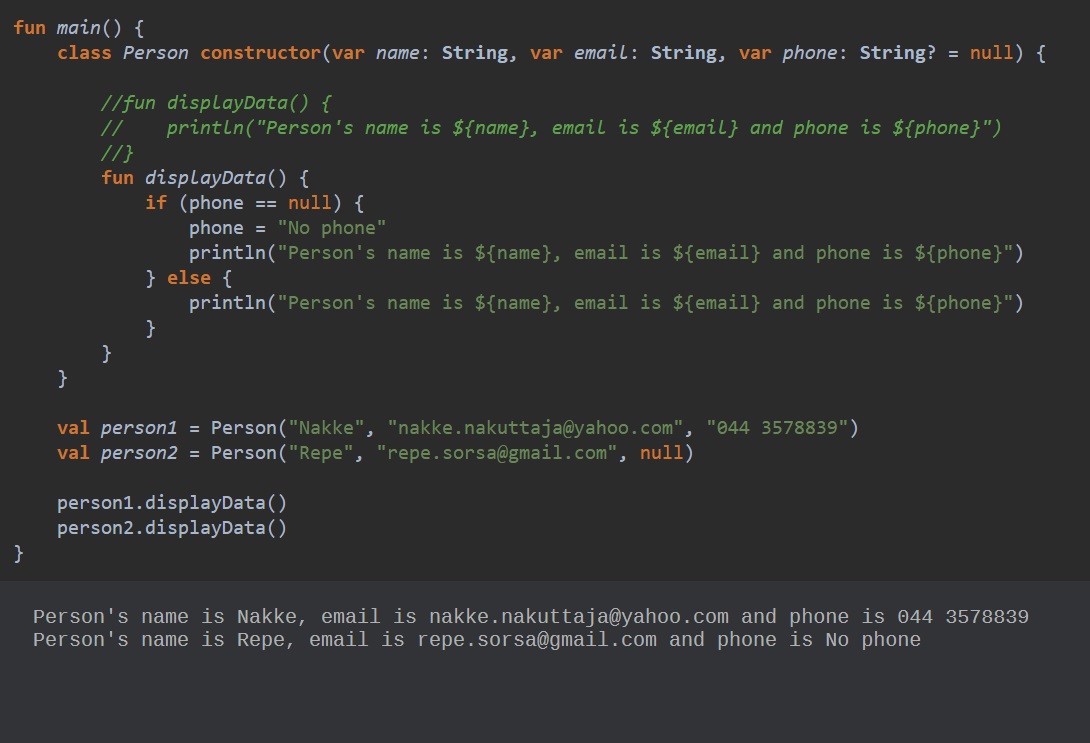 fun main() {
    class Person constructor(var name: String, var email: String, var phone: String? = null) {

        //fun displayData() {
        //    println("Person's name is ${name}, email is ${email} and phone is ${phone}")
        //}
        fun displayData() {
            if (phone == null) {
                phone = "No phone"
                println("Person's name is ${name}, email is ${email} and phone is ${phone}")
            } else {
                println("Person's name is ${name}, email is ${email} and phone is ${phone}")
            }
        }
    }

    val person1 = Person("Nakke", "nakke.nakuttaja@yahoo.com", "044 3578839")
    val person2 = Person("Repe", "repe.sorsa@gmail.com", null)

    person1.displayData()
    person2.displayData()
}
Person's name is Nakke, email is nakke.nakuttaja@yahoo.com and phone is 044 3578839
Person's name is Repe, email is repe.sorsa@gmail.com and phone is No phone